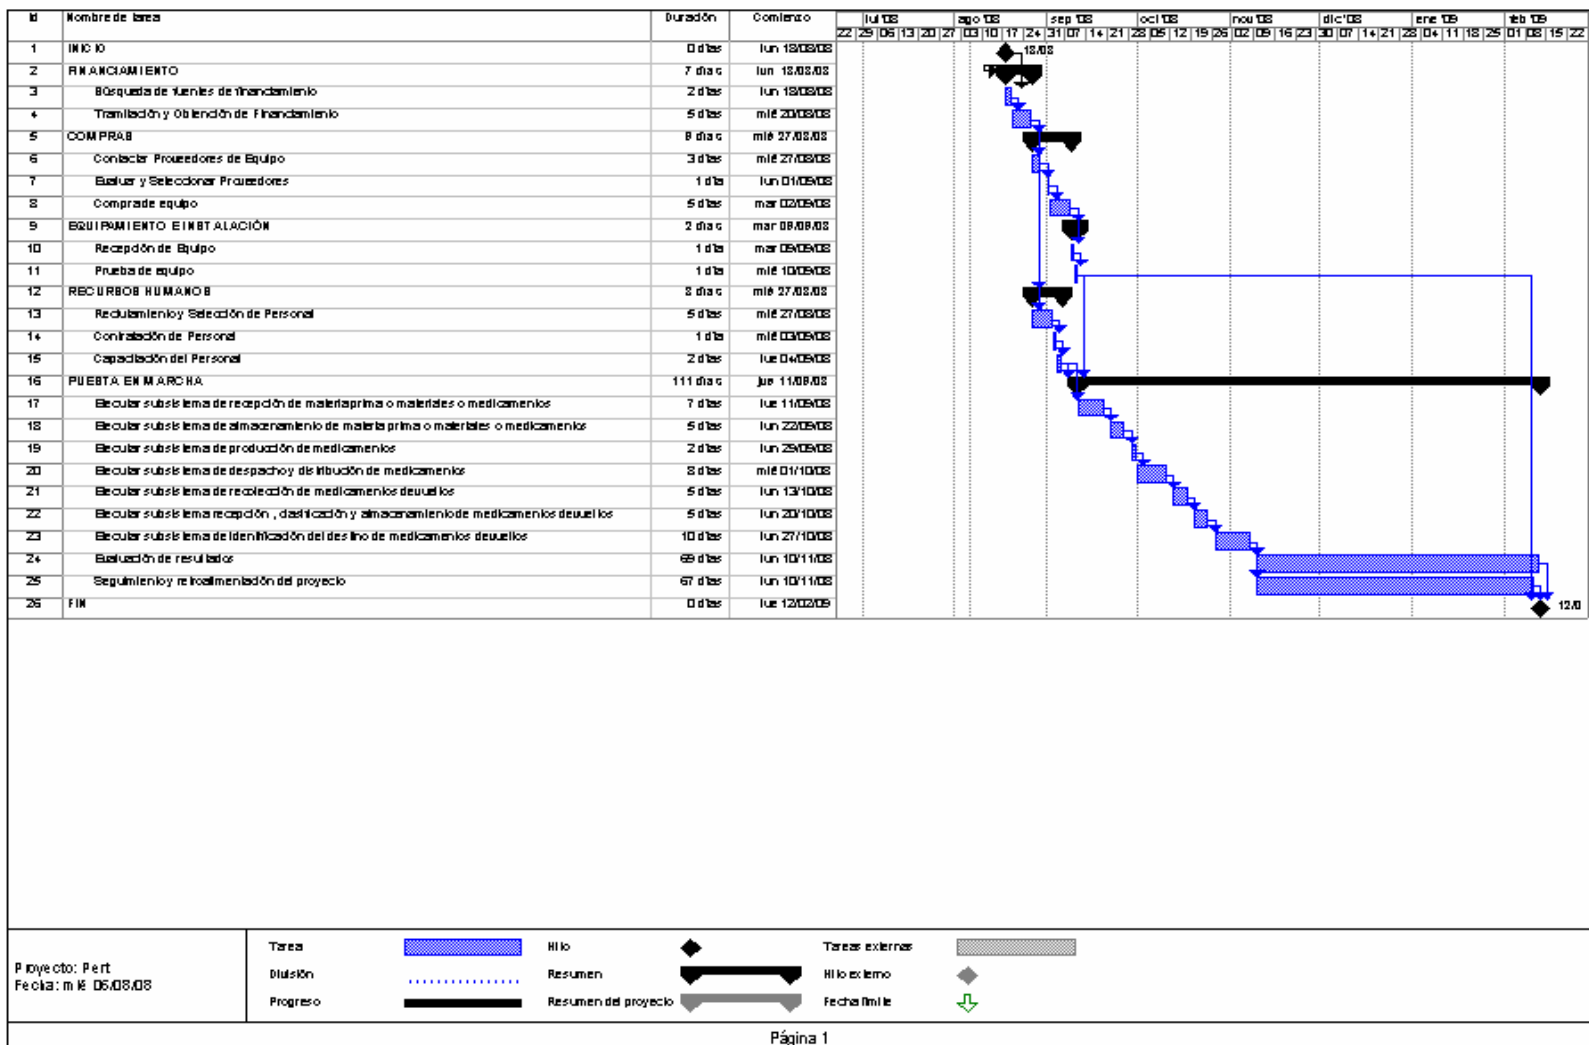 Id Nombre de tarea Duración Comienzo jul '08 ago '08 sep '08 oct '08 nov '08 dic '08 ene '09 feb '09
22 29 06 13 20 27 03 10 17 24 31 07 14 21 28 05 12 19 26 02 09 16 23 30 07 14 21 28 04 11 18 25 01 08 15 22
1 INICIO 0 días lun 18/08/08 18/08
2 FINANCIAMIENTO 7 días lun 18/08/08
3 Búsqueda de fuentes de financiamiento 2 días lun 18/08/08
4 Tramitación y Obtención de Financiamiento 5 días mié 20/08/08
5 COMPRAS 9 días mié 27/08/08
6 Contactar Proveedores de Equipo 3 días mié 27/08/08
7 Evaluar y Seleccionar Proveedores 1 día lun 01/09/08
8 Compra de equipo 5 días mar 02/09/08
9 EQUIPAMIENTO E INSTALACIÓN 2 días mar 09/09/08
10 Recepción de Equipo 1 día mar 09/09/08
11 Prueba de equipo 1 día mié 10/09/08
12 RECURSOS HUMANOS 8 días mié 27/08/08
13 Reclutamiento y Selección de Personal 5 días mié 27/08/08
14 Contratación de Personal 1 día mié 03/09/08
15 Capacitación del Personal 2 días jue 04/09/08
16 PUESTA EN MARCHA 111 días jue 11/09/08
17 Ejecutar subsistema de recepción de materia prima o materiales o medicamentos 7 días jue 11/09/08
18 Ejecutar subsistema de almacenamiento de materia prima o materiales o medicamentos 5 días lun 22/09/08
19 Ejecutar subsistema de producción de medicamentos 2 días lun 29/09/08
20 Ejecutar subsistema de despacho y distribución de medicamentos 8 días mié 01/10/08
21 Ejecutar subsistema de recolección de medicamentos devueltos 5 días lun 13/10/08
22 Ejecutar subsistema recepción , clasificación y almacenamiento de medicamentos devueltos 5 días lun 20/10/08
23 Ejecutar subsistema de identificación del destino de medicamentos devueltos 10 días lun 27/10/08
24 Evaluación de resultados 69 días lun 10/11/08
25 Seguimiento y retroalimentación del proyecto 67 días lun 10/11/08
26 FIN 0 días jue 12/02/09 12/0
Proyecto: Pert
Fecha: mié 06/08/08
Tarea Hito Tareas externas
División Resumen Hito externo
Progreso Resumen del proyecto Fecha límite
Página 1